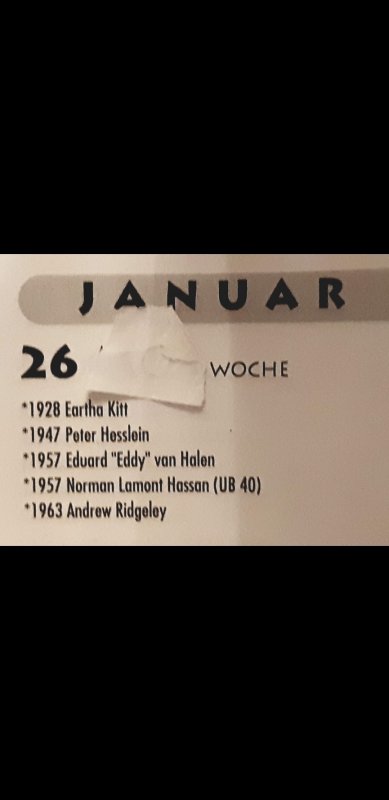 JANUAR
26 WOCHE
*1928 Eartha Kitt
*1947 Peter Hesslein
*1957 Eduard "Eddy" van Halen
*1957 Norman Lamont Hassan (UB 40)
*1963 Andrew Ridgeley